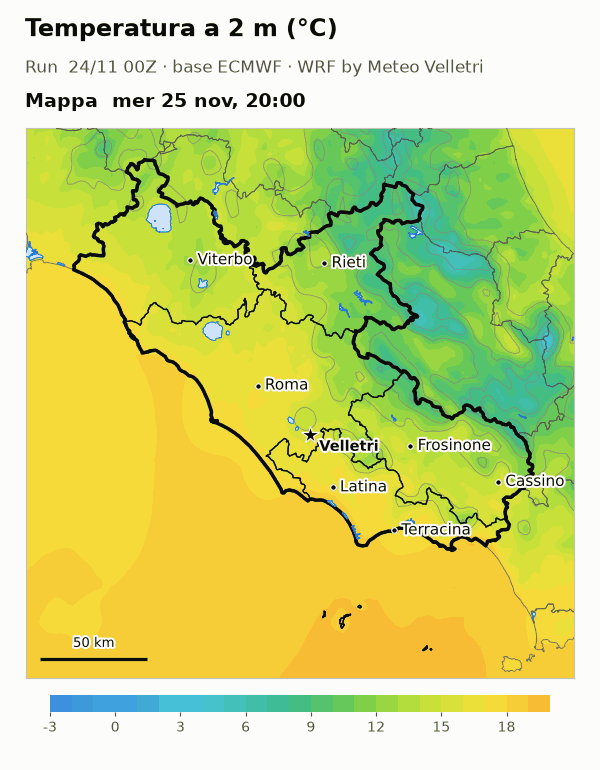 Temperatura a 2 m (°C)
Run  24/11 00Z · base ECMWF · WRF by Meteo Velletri
Mappa  mer 25 nov, 20:00
Viterbo
Rieti
Roma
Velletri
Frosinone
Cassino
Latina
Terracina
50 km
-3 0 3 6 9 12 15 18